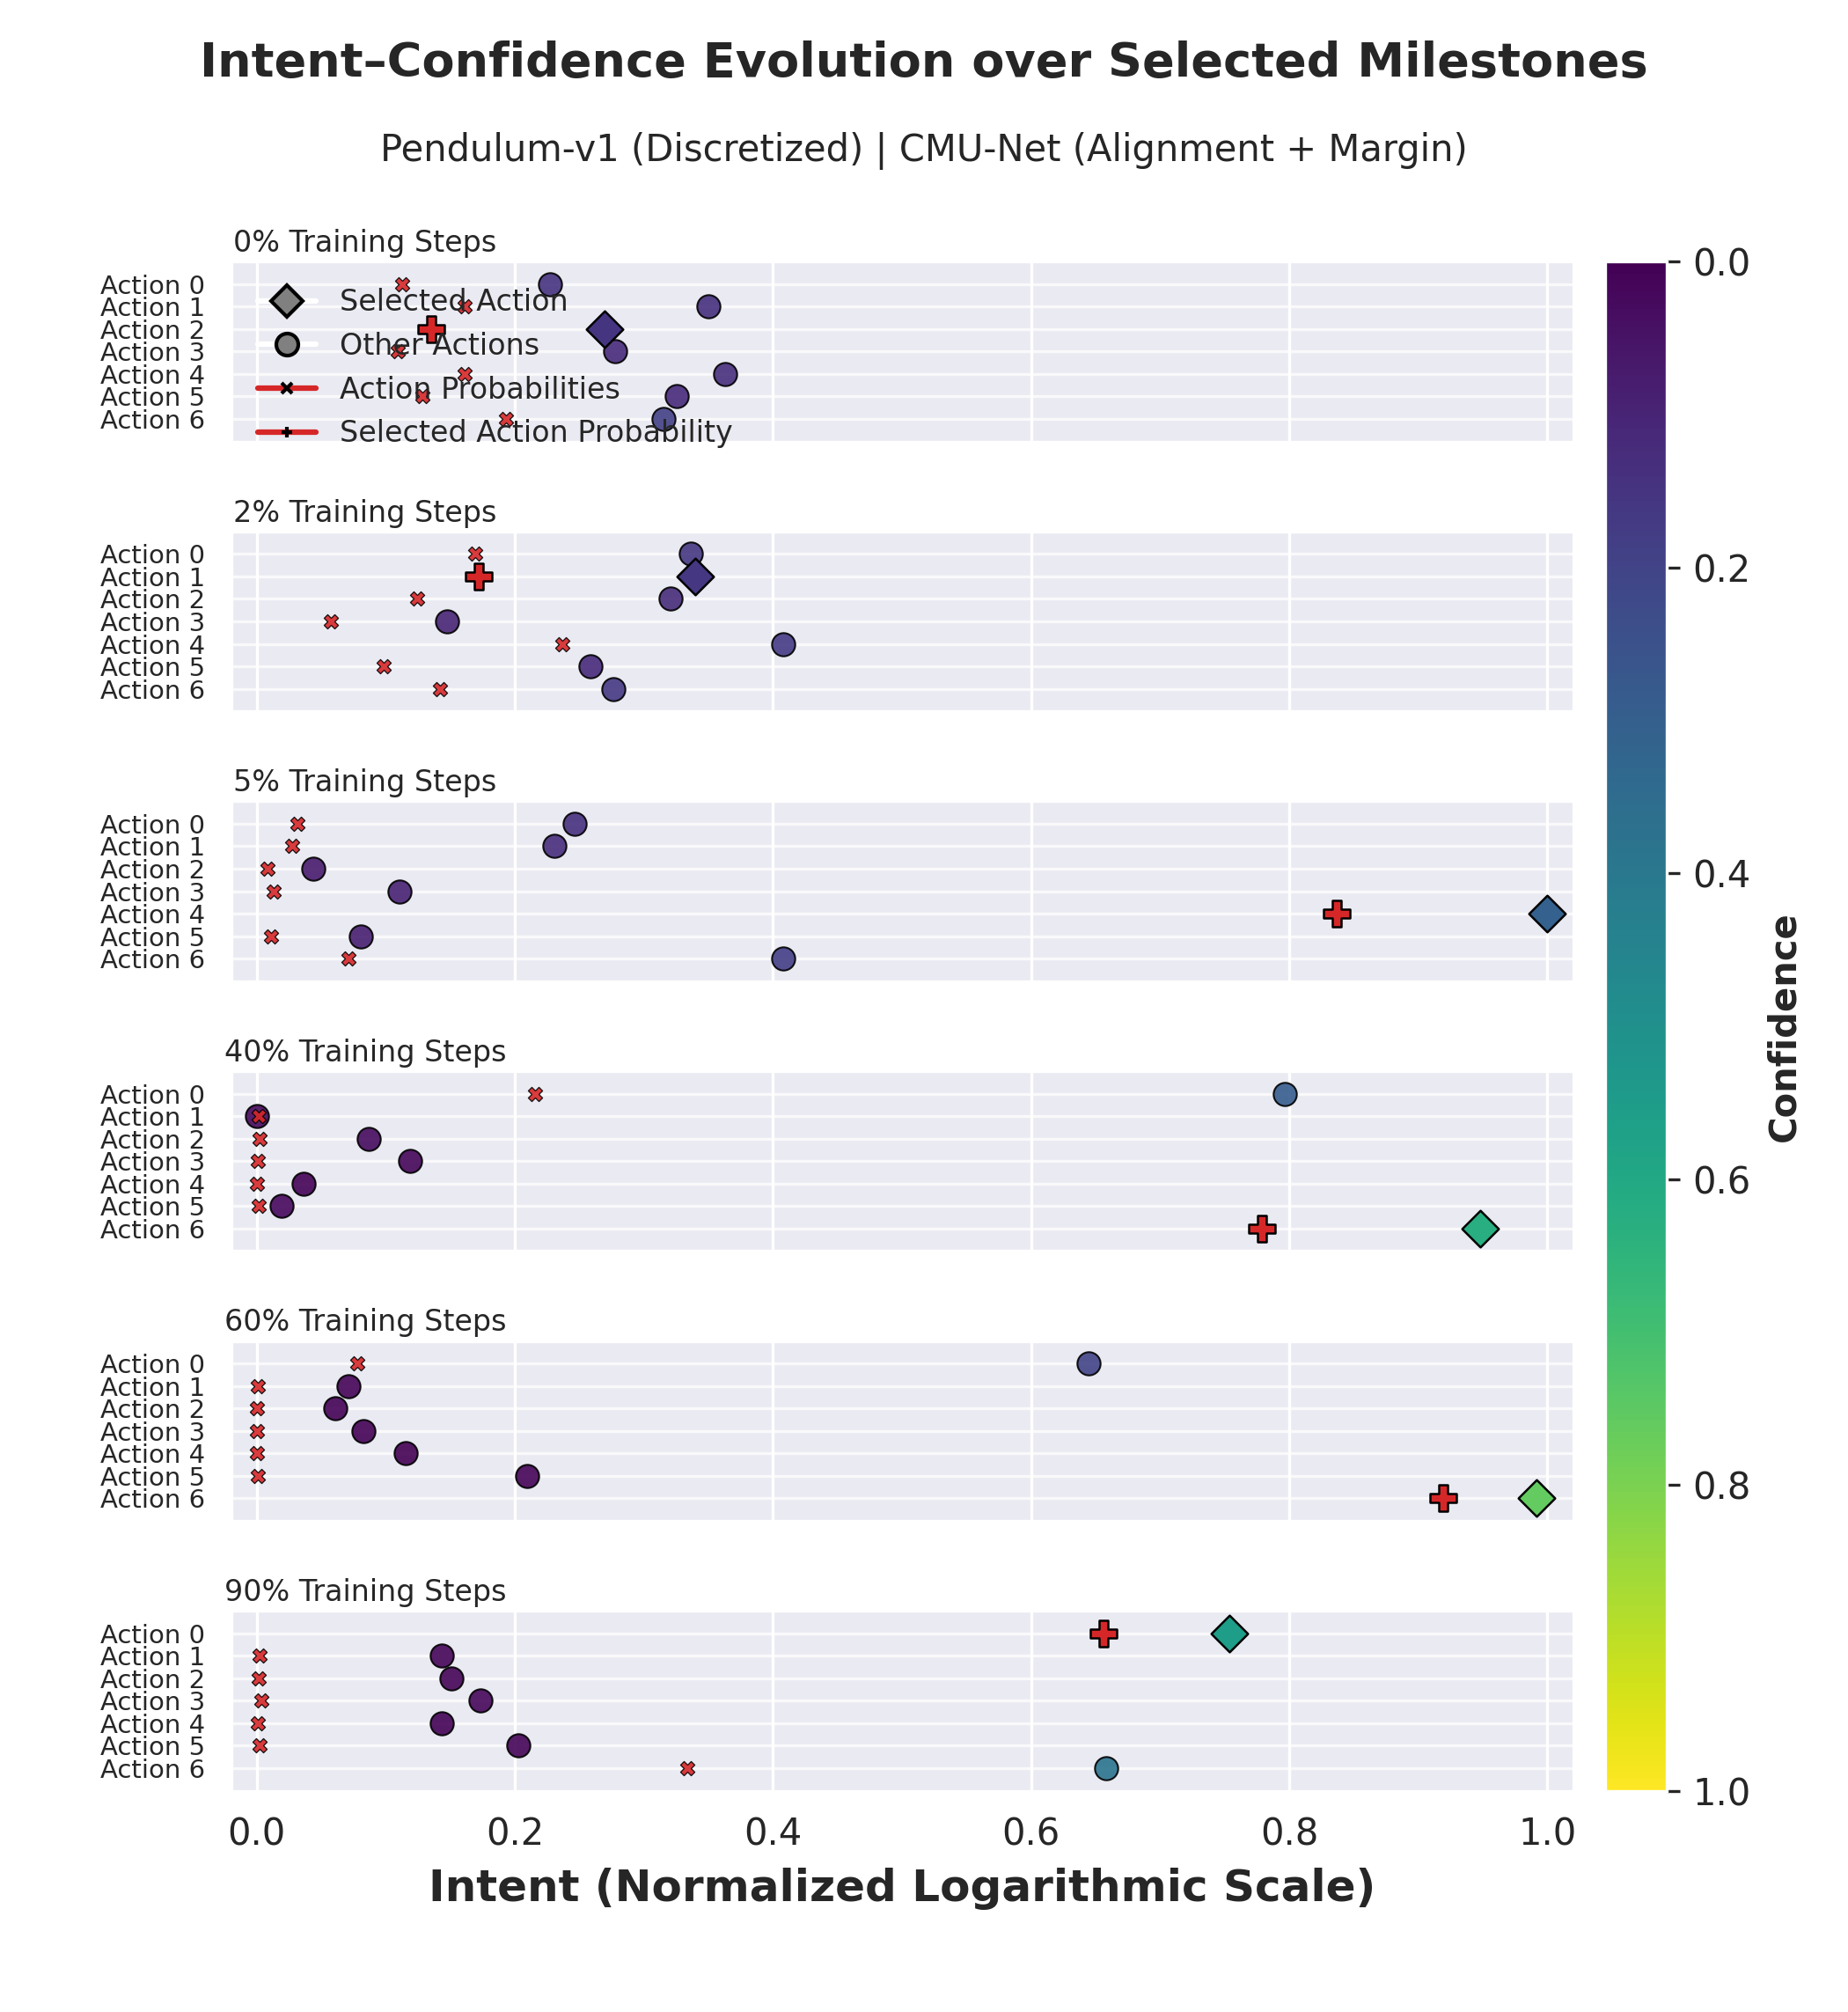 Intent–Confidence Evolution over Selected Milestones
Pendulum-v1 (Discretized) | CMU-Net (Alignment + Margin)
0% Training Steps
Action 0
Action 1
Action 2
Action 3
Action 4
Action 5
Action 6
Selected Action
Other Actions
Action Probabilities
Selected Action Probability
2% Training Steps
Action 0
Action 1
Action 2
Action 3
Action 4
Action 5
Action 6
5% Training Steps
Action 0
Action 1
Action 2
Action 3
Action 4
Action 5
Action 6
40% Training Steps
Action 0
Action 1
Action 2
Action 3
Action 4
Action 5
Action 6
60% Training Steps
Action 0
Action 1
Action 2
Action 3
Action 4
Action 5
Action 6
90% Training Steps
Action 0
Action 1
Action 2
Action 3
Action 4
Action 5
Action 6
0.0 0.2 0.4 0.6 0.8 1.0
Intent (Normalized Logarithmic Scale)
0.0
0.2
0.4
0.6
0.8
1.0
Confidence